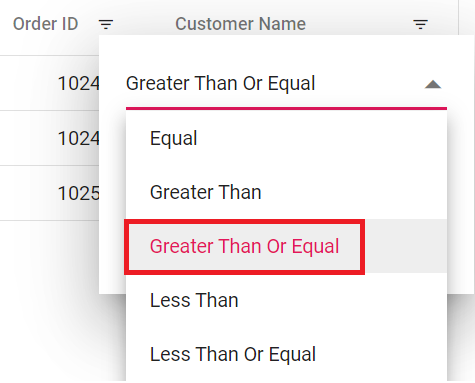 Order ID Customer Name
1024 Greater Than Or Equal
Equal
1024
Greater Than
1025
Greater Than Or Equal
Less Than
Less Than Or Equal